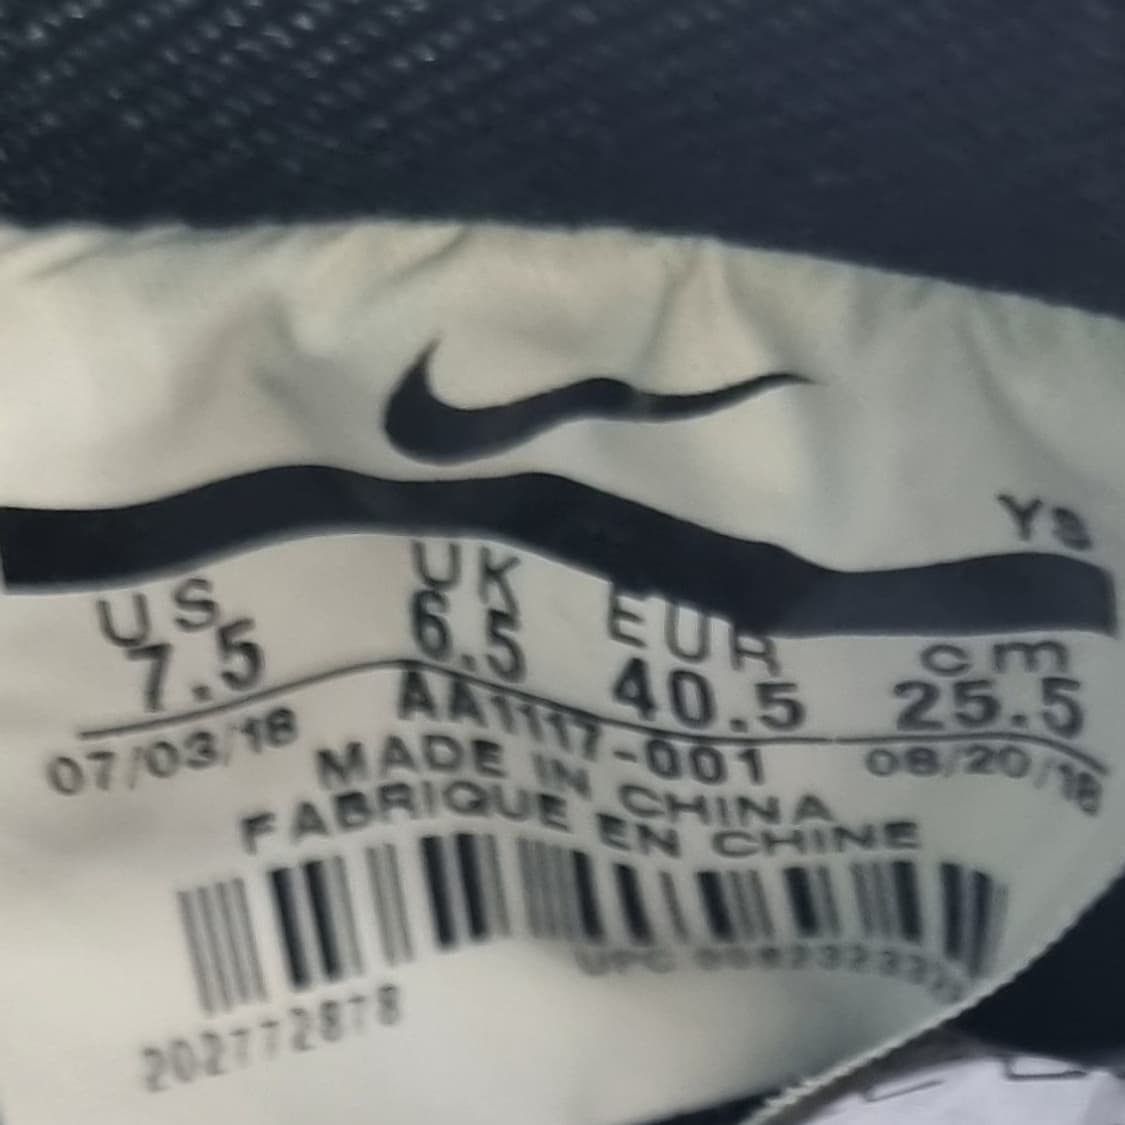 YS
US UK EUR cm
7.5 6.5 40.5 25.5
07/03/18 AA1117-001 08/20/18
MADE IN CHINA
FABRIQUE EN CHINE
UPC
202772878